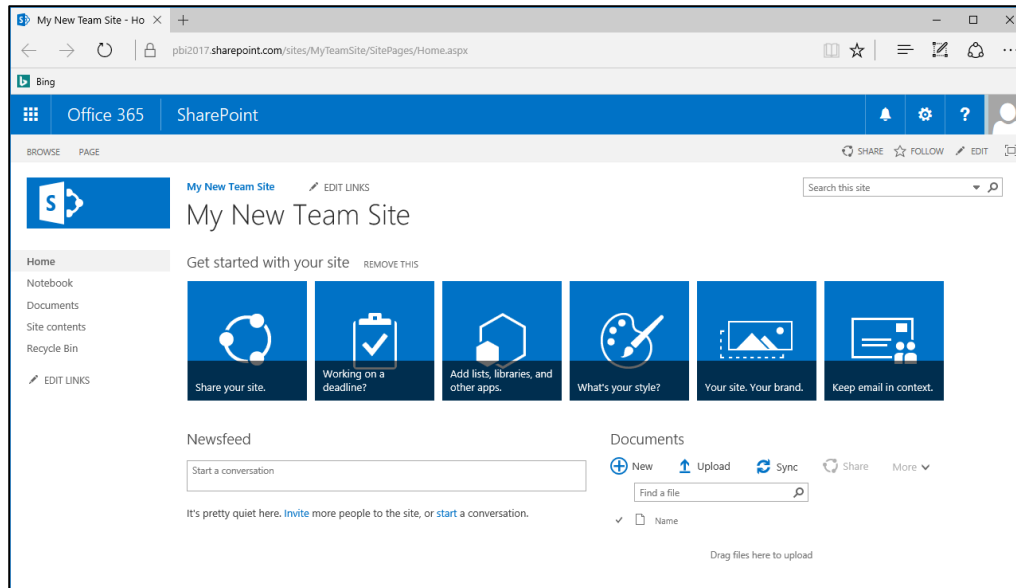 My New Team Site - Ho
pbi2017.sharepoint.com/sites/MyTeamSite/SitePages/Home.aspx
Bing
Office 365 SharePoint ?
BROWSE PAGE SHARE FOLLOW EDIT
S
My New Team Site EDIT LINKS
Search this site
My New Team Site
Home
Notebook
Documents
Site contents
Recycle Bin
EDIT LINKS
Get started with your site REMOVE THIS
Share your site.
Working on a
deadline?
Add lists, libraries, and
other apps.
What's your style?
Your site. Your brand.
Keep email in context.
Newsfeed
Start a conversation
It's pretty quiet here. Invite more people to the site, or start a conversation.
Documents
New Upload Sync Share More
Find a file
Name
Drag files here to upload